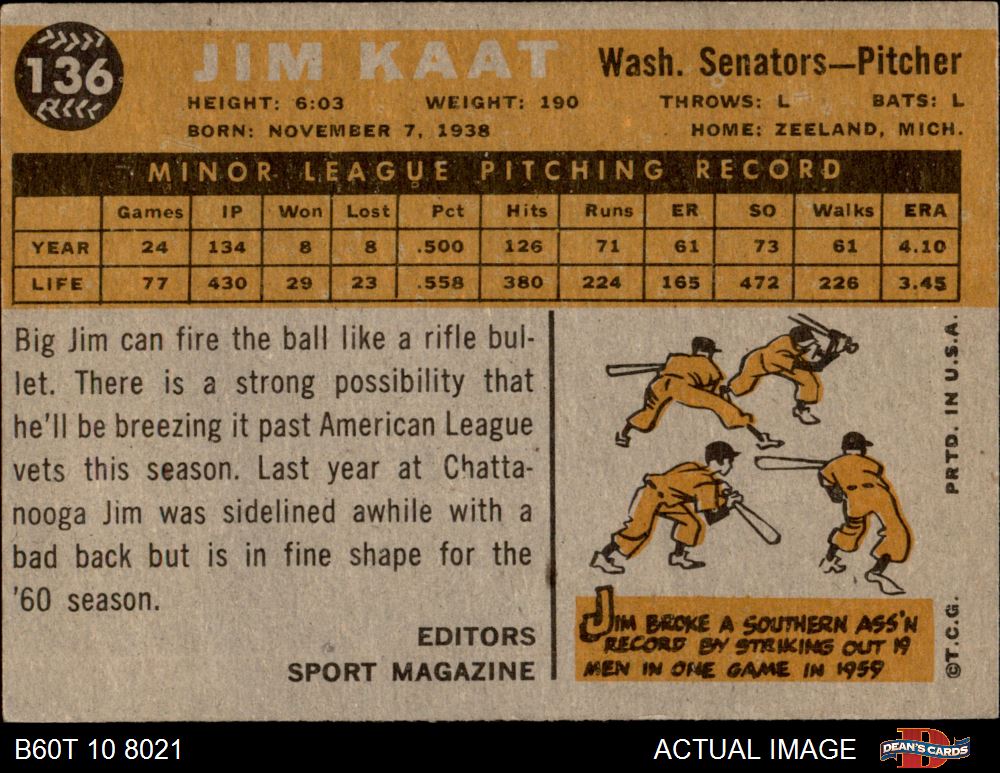 136
JIM KAAT
Wash. Senators—Pitcher
HEIGHT: 6:03 WEIGHT: 190 THROWS: L BATS: L
BORN: NOVEMBER 7, 1938 HOME: ZEELAND, MICH.
MINOR LEAGUE PITCHING RECORD
Games IP Won Lost Pct Hits Runs ER SO Walks ERA
YEAR 24 134 8 8 .500 126 71 61 73 61 4.10
LIFE 77 430 29 23 .558 380 224 165 472 226 3.45
Big Jim can fire the ball like a rifle bul-
let. There is a strong possibility that
he'll be breezing it past American League
vets this season. Last year at Chatta-
nooga Jim was sidelined awhile with a
bad back but is in fine shape for the
'60 season.
EDITORS
SPORT MAGAZINE
JIM BROKE A SOUTHERN ASS'N
RECORD BY STRIKING OUT 19
MEN IN ONE GAME IN 1959
©T.C.G. PRTD. IN U.S.A.
B60T 10 8021
ACTUAL IMAGE
DEAN'S CARDS